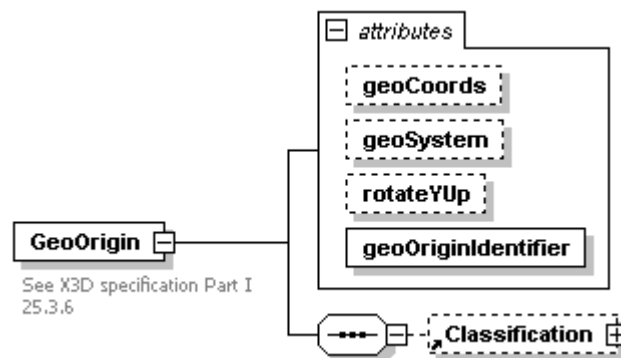 attributes
geoCoords
geoSystem
rotateYUp
geoOriginIdentifier
GeoOrigin
See X3D specification Part I
25.3.6
Classification